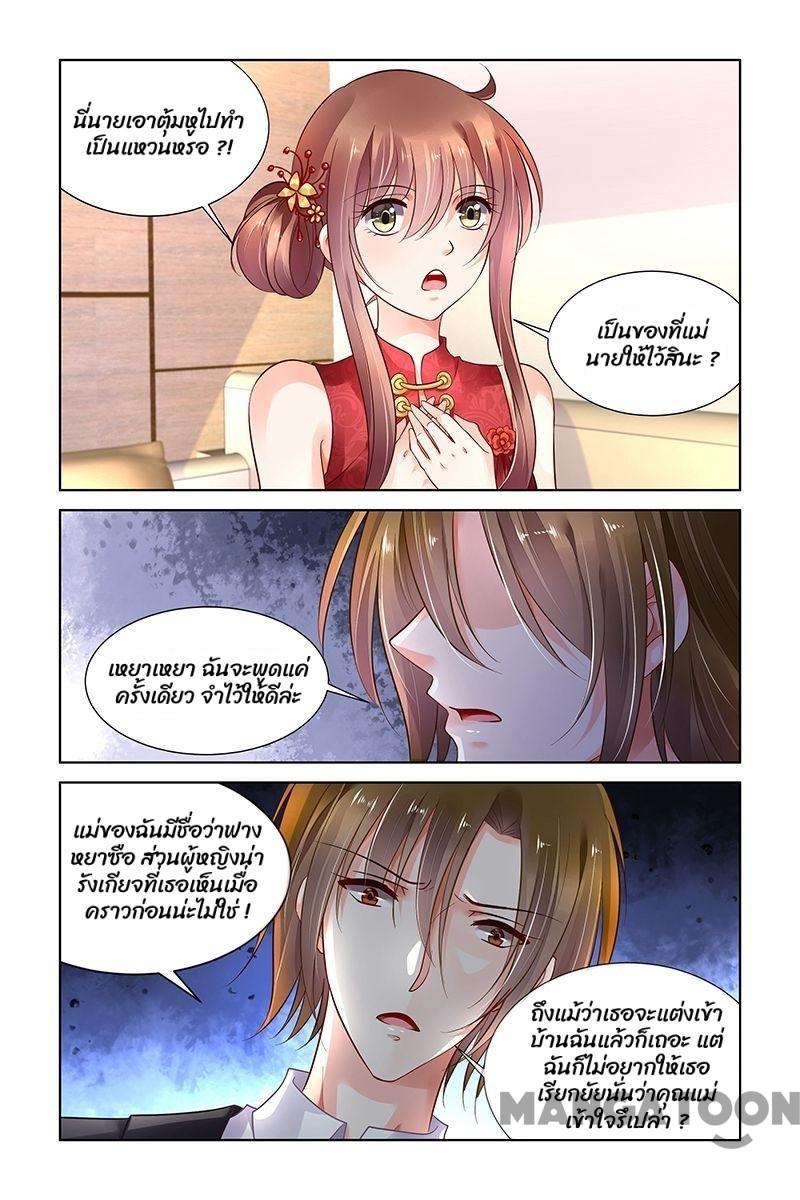 นี่นายเอาตุ้มหูไปทำ
เป็นแหวนหรอ ?!
เป็นของที่แม่
นายให้ไว้สินะ ?
เหยาเหยา ฉันจะพูดแค่
ครั้งเดียว จำไว้ให้ดีล่ะ
แม่ของฉันมีชื่อว่าฟาง
หยาซือ ส่วนผู้หญิงน่า
รังเกียจที่เธอเห็นเมื่อ
คราวก่อนน่ะไม่ใช่ !
ถึงแม้ว่าเธอจะแต่งเข้า
บ้านฉันแล้วก็เถอะ แต่
ฉันก็ไม่อยากให้เธอ
เรียกยัยนั่นว่าคุณแม่
เข้าใจรึเปล่า ?
MANGATOON